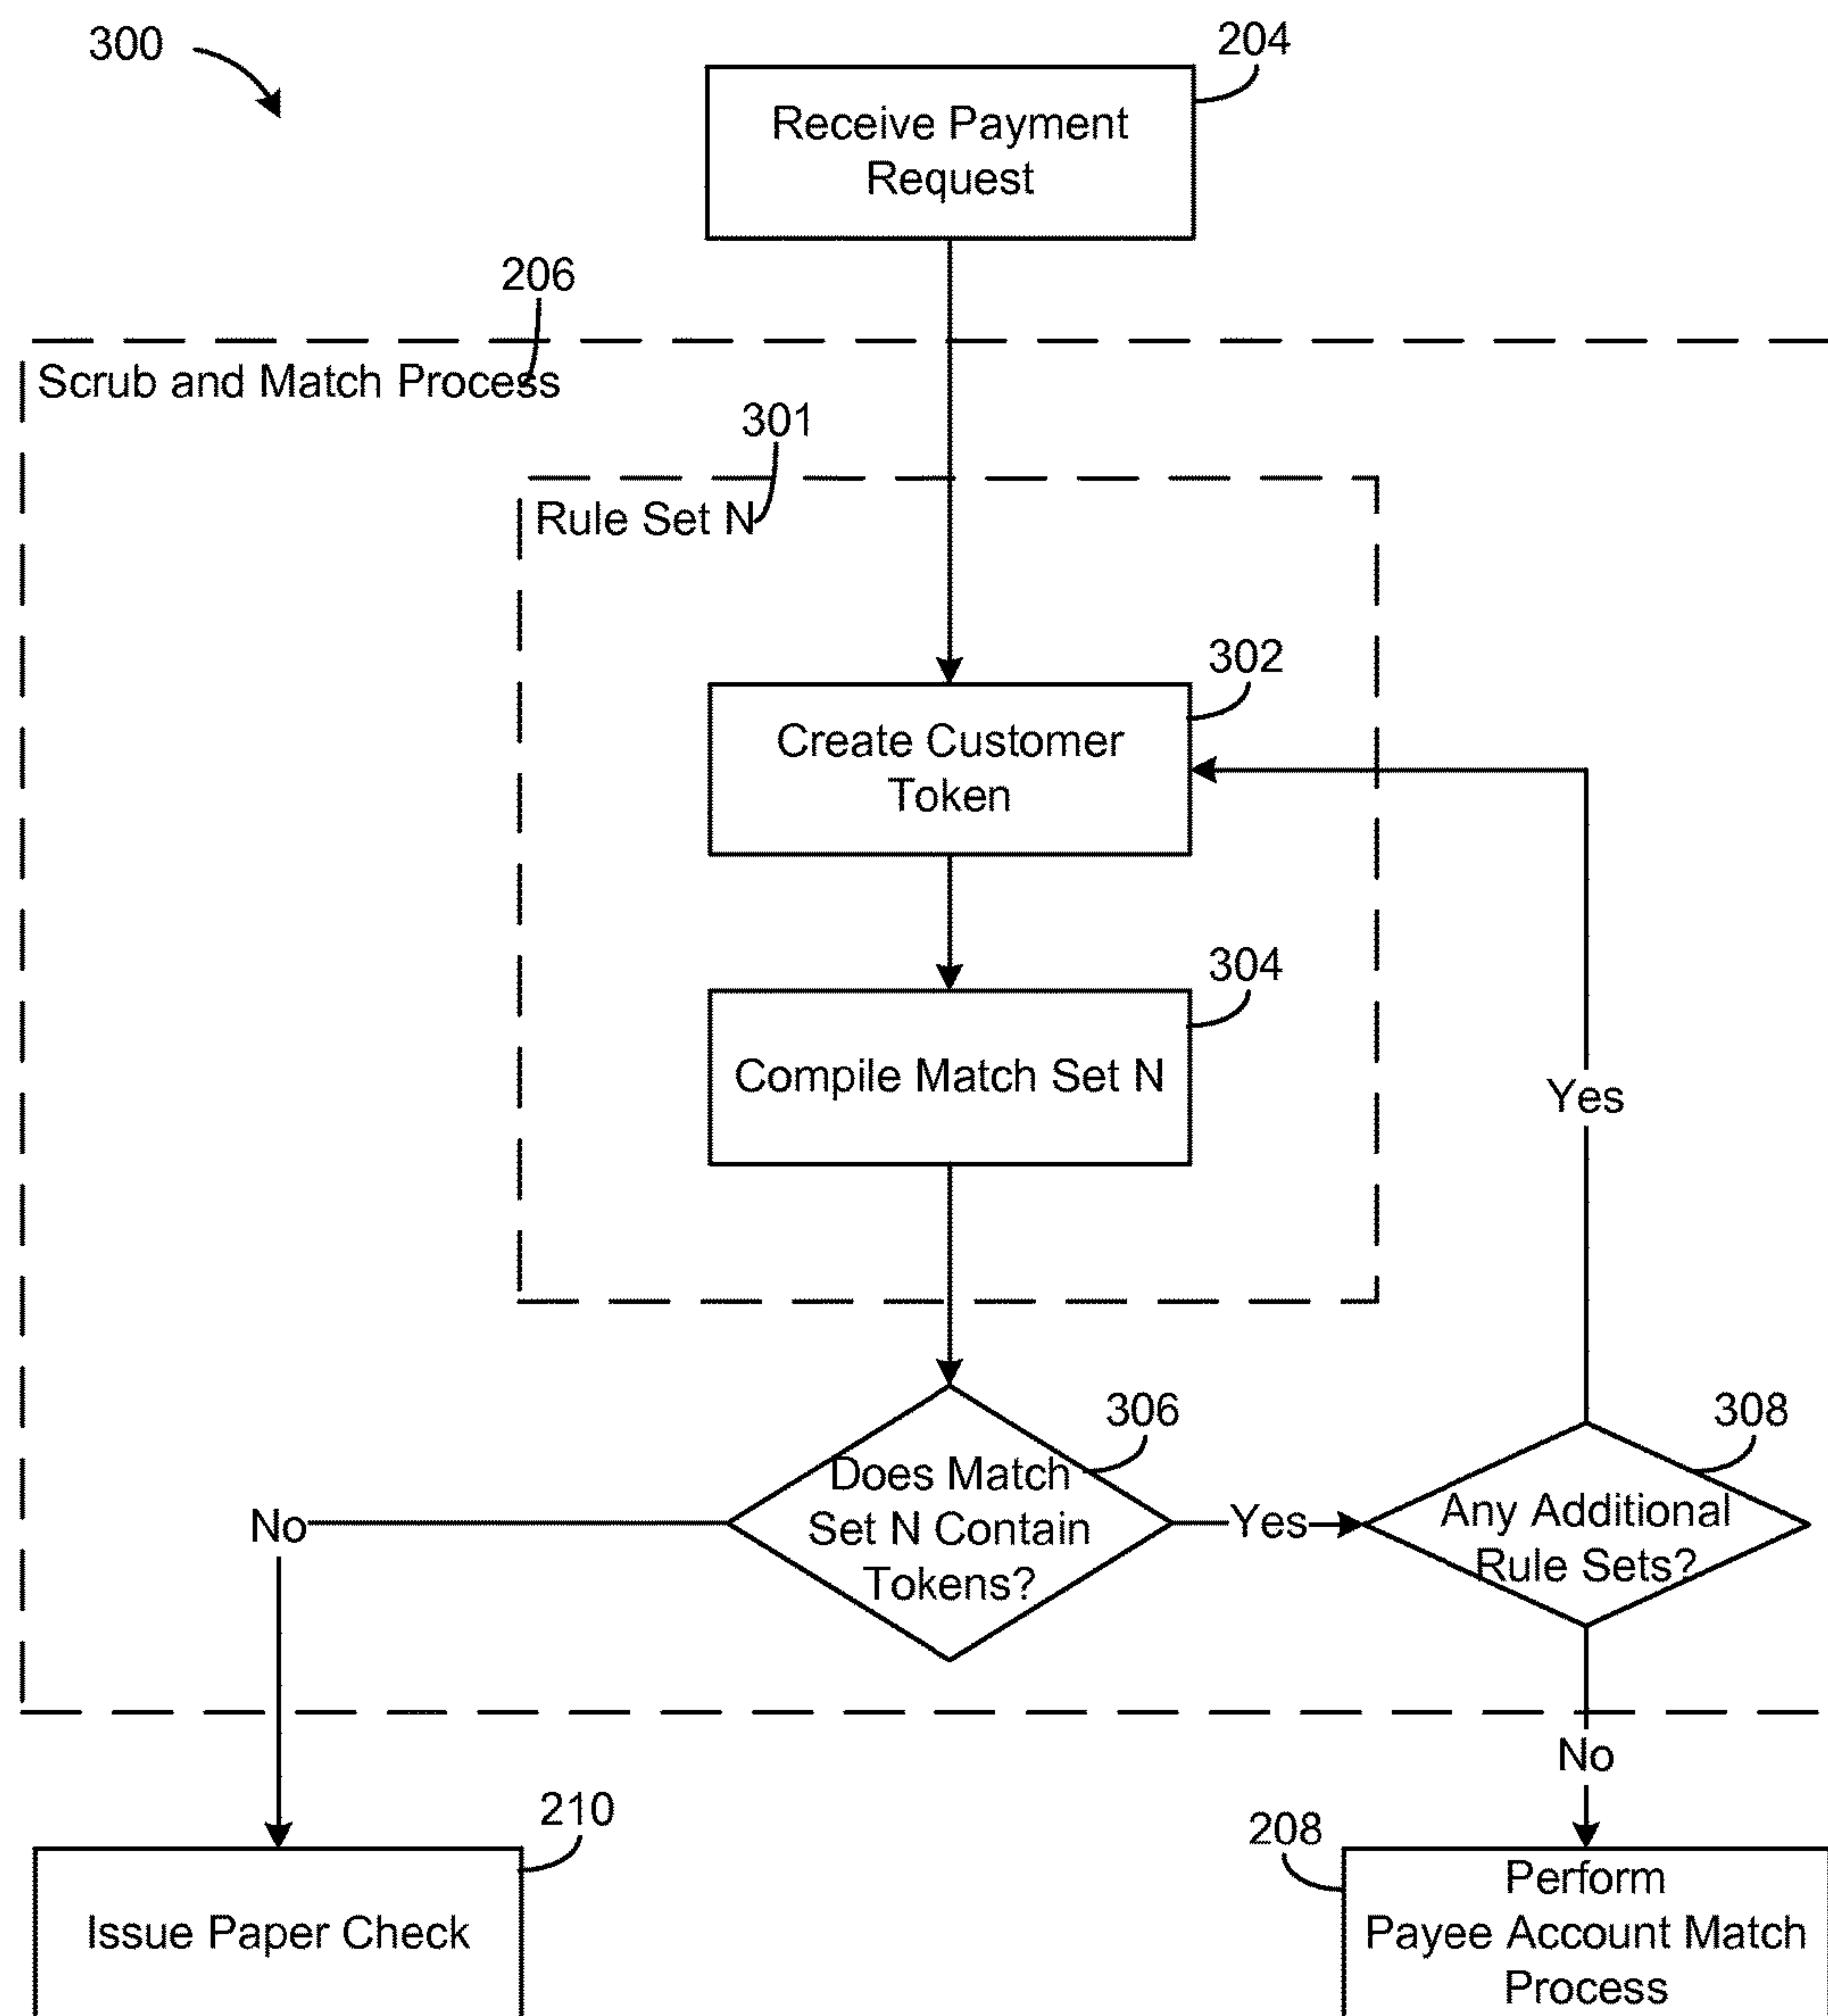 300
204
Receive Payment
Request
206
Scrub and Match Process
301
Rule Set N
302
Create Customer
Token
304
Compile Match Set N
Yes
306
308
Does Match
Set N Contain
Tokens?
No
Yes
Any Additional
Rule Sets?
No
210
208
Issue Paper Check
Perform
Payee Account Match
Process